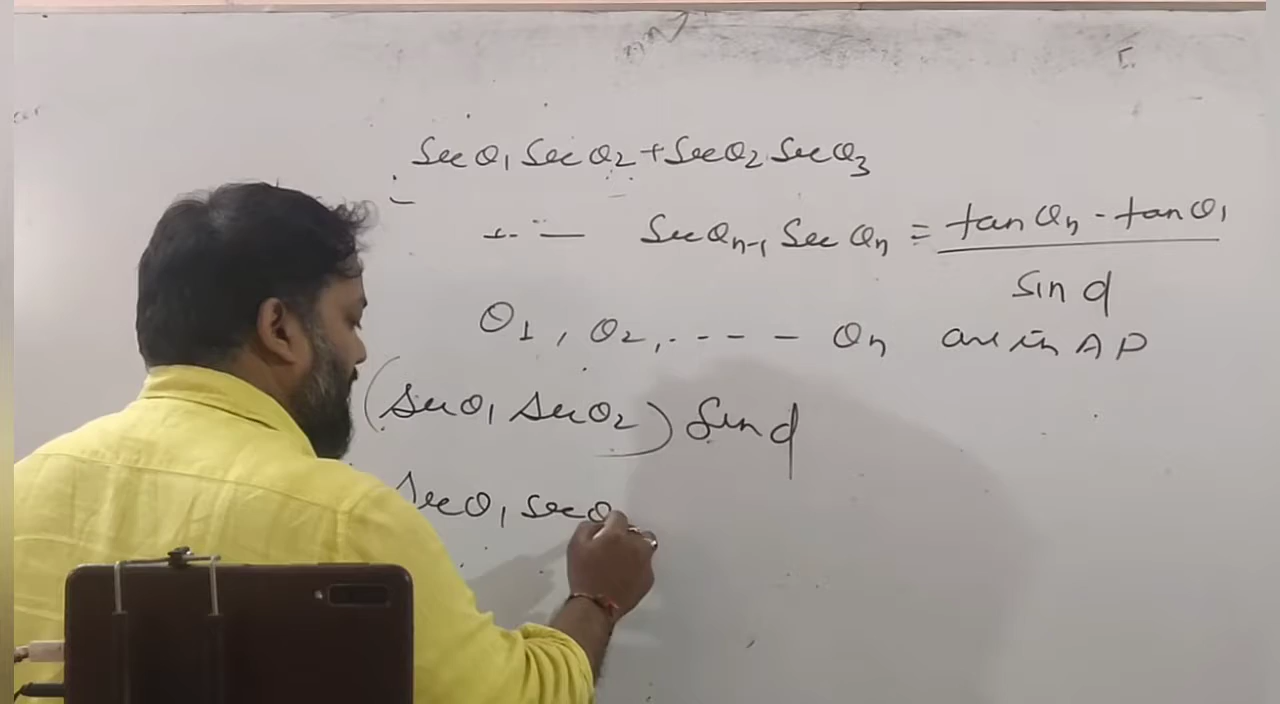 Sec θ₁ Sec θ₂ + Sec θ₂ Sec θ₃
+ - — Sec θₙ₋₁ Sec θₙ = (tan θₙ - tan θ₁) / Sin d
θ₁, θ₂, - - - - θₙ are in AP
(Sec θ₁ Sec θ₂) Sin d
Sec θ₁ Sec θ